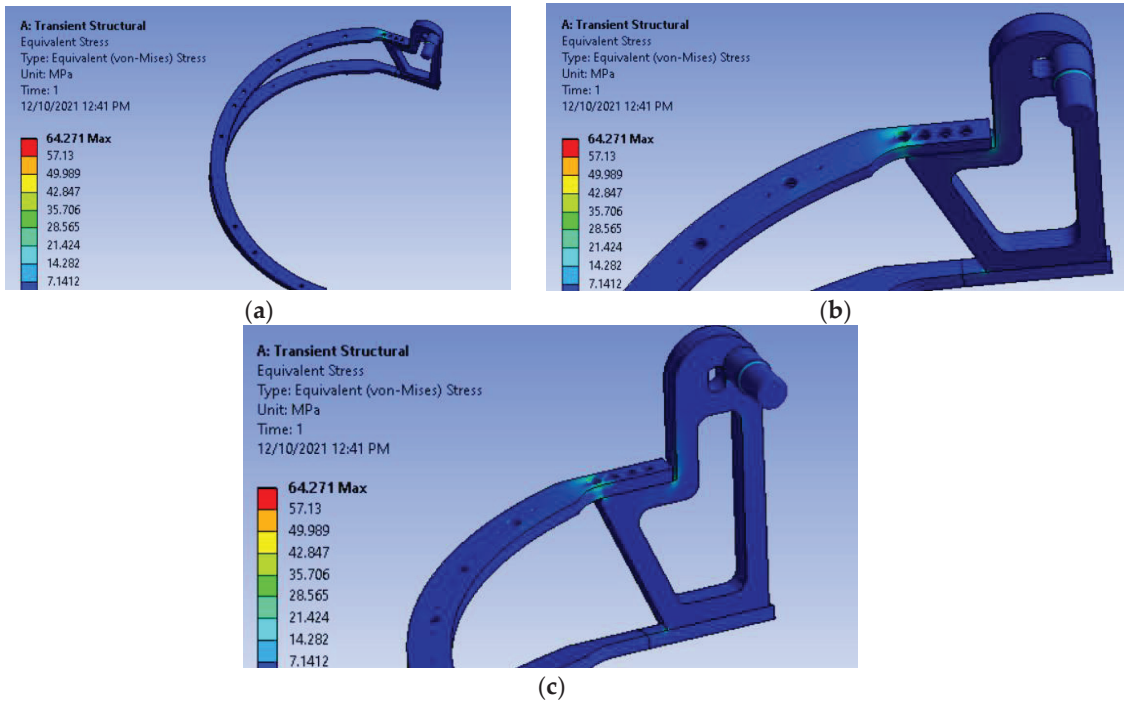 A: Transient Structural
Equivalent Stress
Type: Equivalent (von-Mises) Stress
Unit: MPa
Time: 1
12/10/2021 12:41 PM
64.271 Max
57.13
49.989
42.847
35.706
28.565
21.424
14.282
7.1412
(a)
A: Transient Structural
Equivalent Stress
Type: Equivalent (von-Mises) Stress
Unit: MPa
Time: 1
12/10/2021 12:41 PM
64.271 Max
57.13
49.989
42.847
35.706
28.565
21.424
14.282
7.1412
(b)
A: Transient Structural
Equivalent Stress
Type: Equivalent (von-Mises) Stress
Unit: MPa
Time: 1
12/10/2021 12:41 PM
64.271 Max
57.13
49.989
42.847
35.706
28.565
21.424
14.282
7.1412
(c)